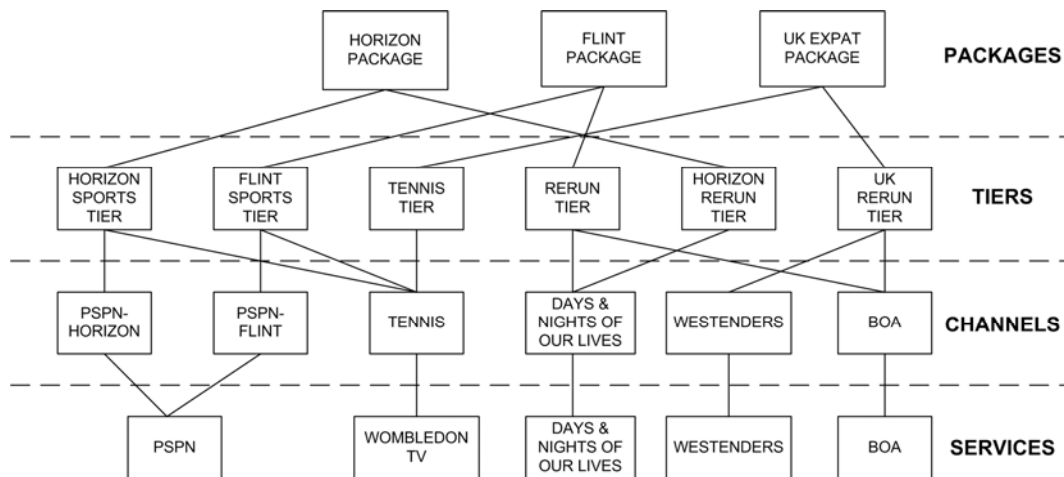 HORIZON
PACKAGE
FLINT
PACKAGE
UK EXPAT
PACKAGE
PACKAGES
HORIZON
SPORTS
TIER
FLINT
SPORTS
TIER
TENNIS
TIER
RERUN
TIER
HORIZON
RERUN
TIER
UK
RERUN
TIER
TIERS
PSPN-
HORIZON
PSPN-
FLINT
TENNIS
DAYS &
NIGHTS OF
OUR LIVES
WESTENDERS
BOA
CHANNELS
PSPN
WOMBLEDON
TV
DAYS &
NIGHTS OF
OUR LIVES
WESTENDERS
BOA
SERVICES